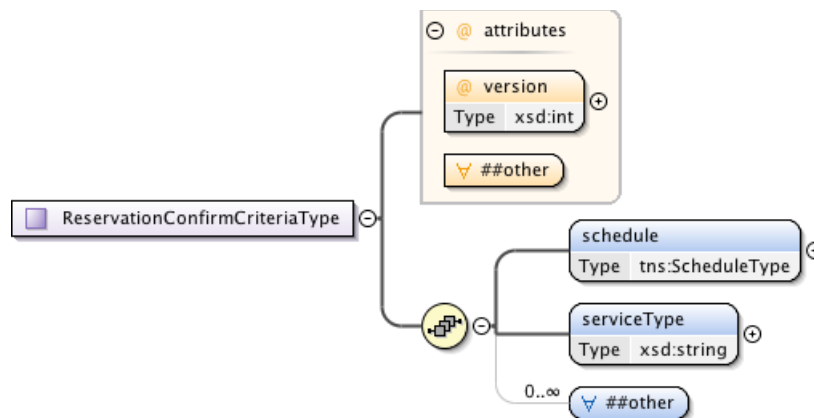 @ attributes
@ version
Type xsd:int
∀ ##other
ReservationConfirmCriteriaType
schedule
Type tns:ScheduleType
serviceType
Type xsd:string
0..∞
∀ ##other